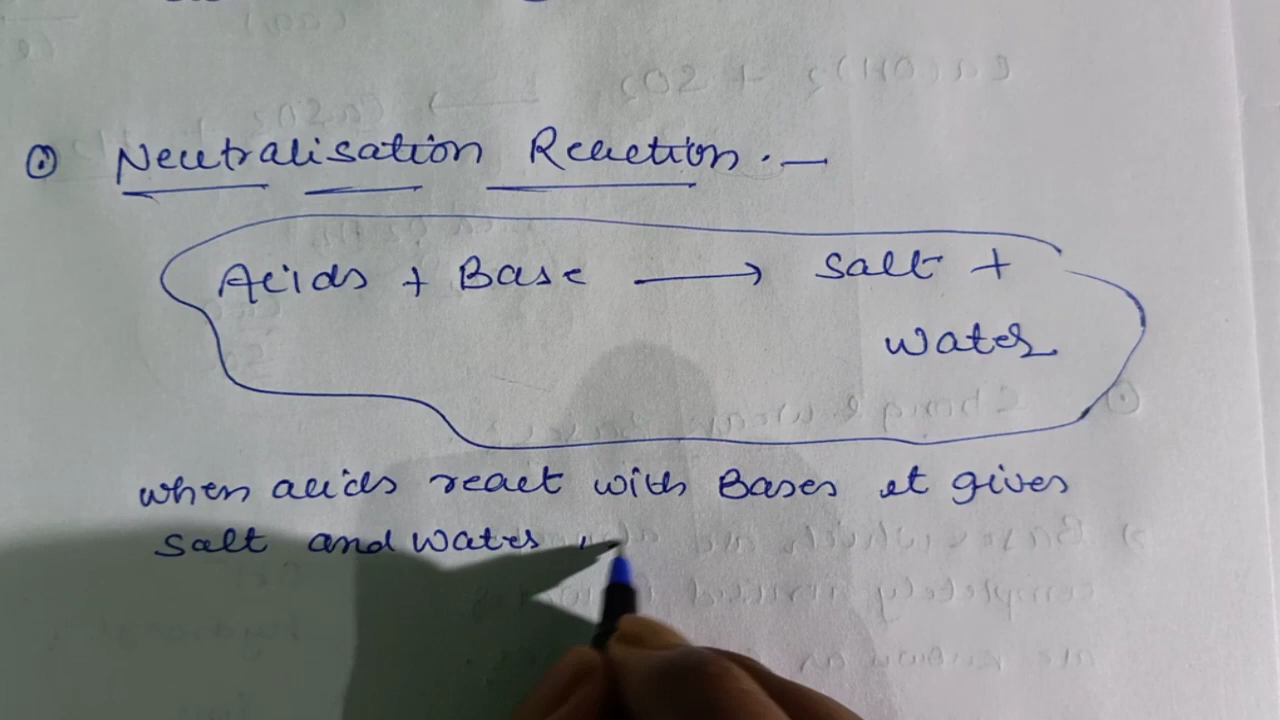 Neutralisation Reaction. —
Acids + Base → Salt +
Water
when acids react with Bases it gives
salt and water